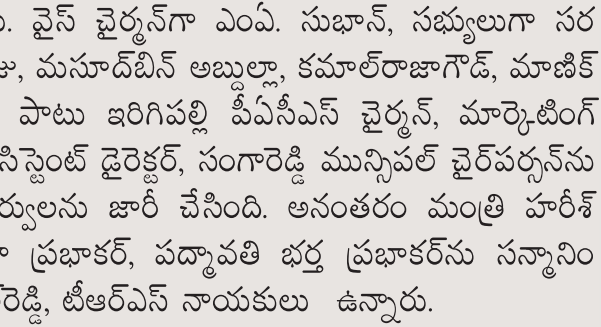 . వైస్ చైర్మన్‌గా ఎంఏ. సుభాన్, సభ్యులుగా సర
మసూద్‌బిన్ అబ్దుల్లా, కమాల్‌రాజాగౌడ్, మాణిక్
పాటు ఇరిగిపల్లి పీఏసీఎస్ చైర్మన్, మార్కెటింగ్
సిస్టెంట్ డైరెక్టర్, సంగారెడ్డి మున్సిపల్ చైర్‌పర్సన్‌ను
ర్వులను జారీ చేసింది. అనంతరం మంత్రి హరీశ్
ప్రభాకర్, పద్మావతి భర్త ప్రభాకర్‌ను సన్మానిం
రెడ్డి, టీఆర్ఎస్ నాయకులు ఉన్నారు.